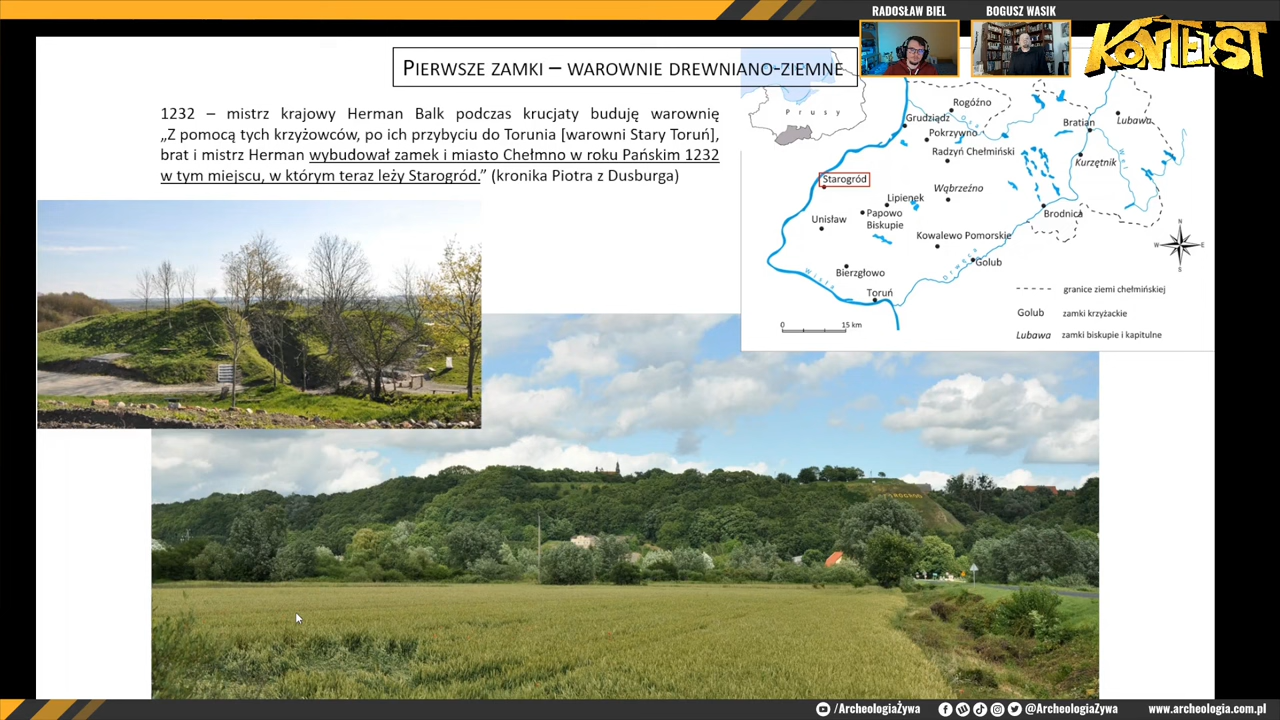 RADOSŁAW BIEL
BOGUSZ WASIK
KONTEKST
PIERWSZE ZAMKI – WAROWNIE DREWNIANO-ZIEMNE
1232 – mistrz krajowy Herman Balk podczas krucjaty buduję warownię
„Z pomocą tych krzyżowców, po ich przybyciu do Torunia [warowni Stary Toruń],
brat i mistrz Herman wybudował zamek i miasto Chełmno w roku Pańskim 1232
w tym miejscu, w którym teraz leży Starogród.” (kronika Piotra z Dusburga)
Prusy
Rogóźno
Grudziądz
Pokrzywno
Radzyń Chełmiński
Bratian
Lubawa
Kurzętnik
Starogród
Wąbrzeźno
Lipienek
Papowo
Biskupie
Unisław
Brodnica
Kowalewo Pomorskie
Golub
Bierzgłowo
Toruń
Wisła
Drwęca
N
W
E
S
0
15 km
granice ziemi chełmińskiej
Golub
zamki krzyżackie
Lubawa
zamki biskupie i kapitulne
STAROGRÓD
/ArcheologiaŻywa
@ArcheologiaŻywa
www.archeologia.com.pl